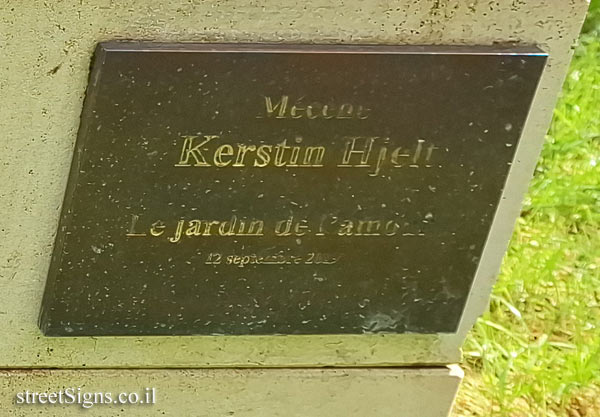 Mécène
Kerstin Hjelt
Le jardin de l'amour
12 septembre
streetSigns.co.il